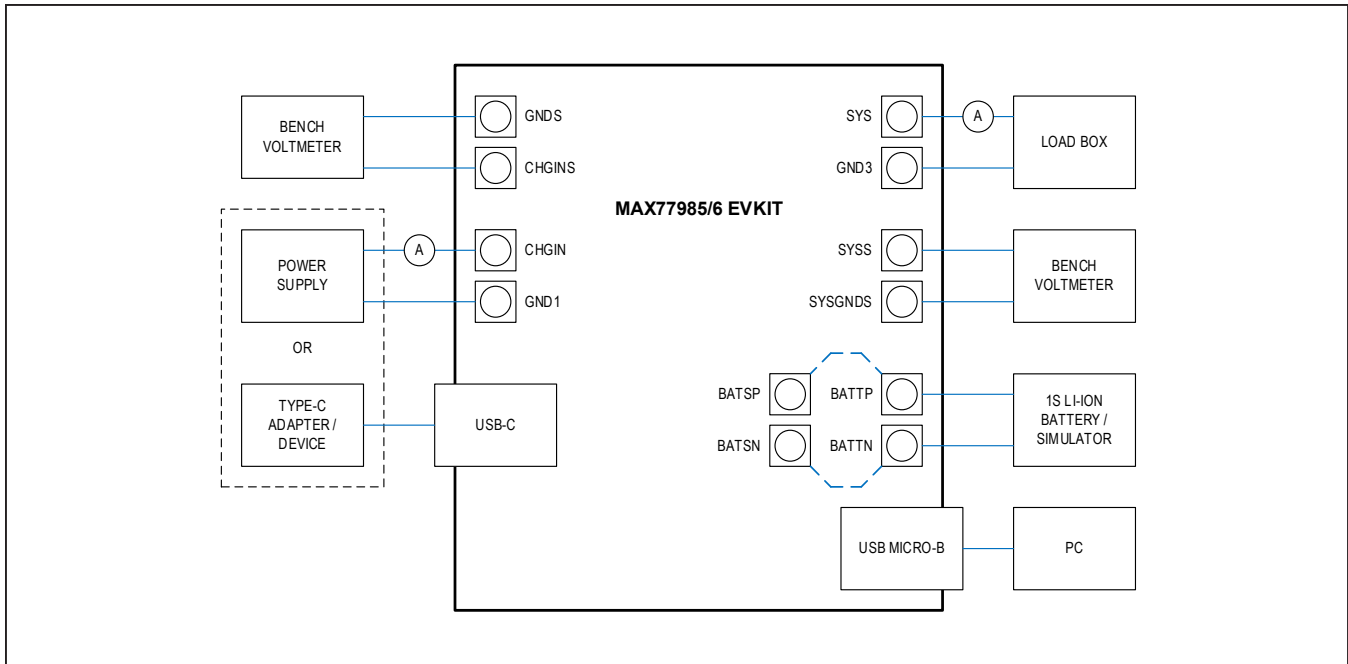 BENCH
VOLTMETER
GNDS
CHGINS
SYS
A
LOAD BOX
GND3
MAX77985/6 EVKIT
POWER
SUPPLY
A
CHGIN
GND1
OR
TYPE-C
ADAPTER /
DEVICE
USB-C
SYSS
SYSGNDS
BENCH
VOLTMETER
BATSP
BATTP
BATSN
BATTN
1S LI-ION
BATTERY /
SIMULATOR
USB MICRO-B
PC